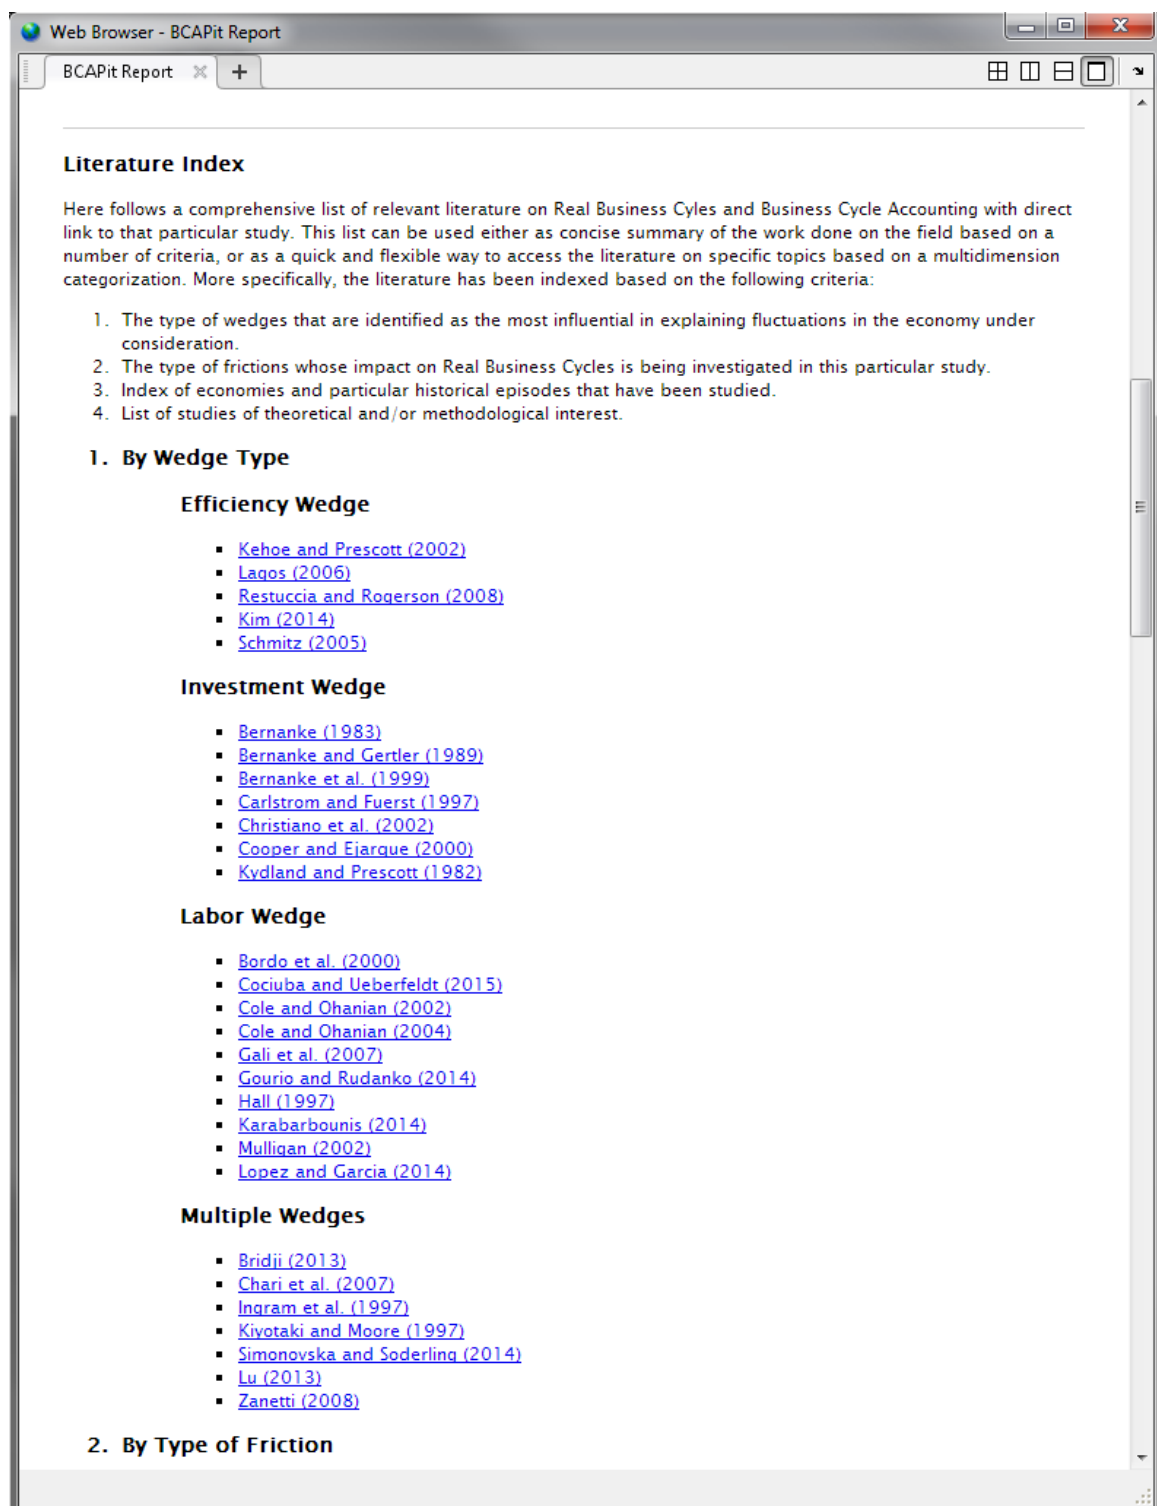 Web Browser - BCAPit Report
BCAPit Report
Literature Index
Here follows a comprehensive list of relevant literature on Real Business Cyles and Business Cycle Accounting with direct
link to that particular study. This list can be used either as concise summary of the work done on the field based on a
number of criteria, or as a quick and flexible way to access the literature on specific topics based on a multidimension
categorization. More specifically, the literature has been indexed based on the following criteria:
1. The type of wedges that are identified as the most influential in explaining fluctuations in the economy under
consideration.
2. The type of frictions whose impact on Real Business Cycles is being investigated in this particular study.
3. Index of economies and particular historical episodes that have been studied.
4. List of studies of theoretical and/or methodological interest.
1. By Wedge Type
Efficiency Wedge
▪ Kehoe and Prescott (2002)
▪ Lagos (2006)
▪ Restuccia and Rogerson (2008)
▪ Kim (2014)
▪ Schmitz (2005)
Investment Wedge
▪ Bernanke (1983)
▪ Bernanke and Gertler (1989)
▪ Bernanke et al. (1999)
▪ Carlstrom and Fuerst (1997)
▪ Christiano et al. (2002)
▪ Cooper and Ejarque (2000)
▪ Kydland and Prescott (1982)
Labor Wedge
▪ Bordo et al. (2000)
▪ Cociuba and Ueberfeldt (2015)
▪ Cole and Ohanian (2002)
▪ Cole and Ohanian (2004)
▪ Gali et al. (2007)
▪ Gourio and Rudanko (2014)
▪ Hall (1997)
▪ Karabarbounis (2014)
▪ Mulligan (2002)
▪ Lopez and Garcia (2014)
Multiple Wedges
▪ Bridji (2013)
▪ Chari et al. (2007)
▪ Ingram et al. (1997)
▪ Kiyotaki and Moore (1997)
▪ Simonovska and Soderling (2014)
▪ Lu (2013)
▪ Zanetti (2008)
2. By Type of Friction